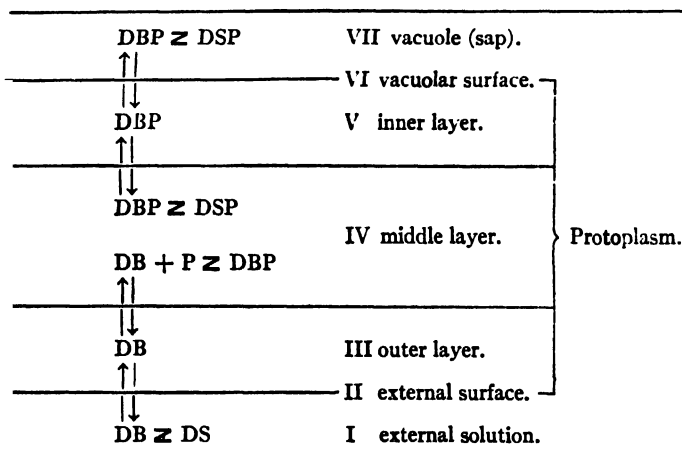 DBP ⇄ DSP VII vacuole (sap).
VI vacuolar surface.
DBP V inner layer.
DBP ⇄ DSP
IV middle layer. Protoplasm.
DB + P ⇄ DBP
DB III outer layer.
II external surface.
DB ⇄ DS I external solution.